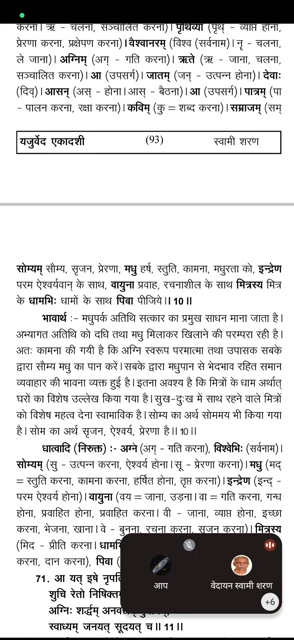 करना। ऋ - चलना, सञ्चालित करना)। पृथिव्या (पृथ् - व्याप्त होना,
प्रेरणा करना, प्रक्षेपण करना)। वैश्वानरम् (विश्व (सर्वनाम)। नृ - चलना,
ले जाना)। अग्निम् (अग् - गति करना)। ऋते (ऋ - जाना, चलना,
सञ्चालित करना)। आ (उपसर्ग)। जातम् (जन् - उत्पन्न होना)। देवाः
(दिव्)। आसन् (अस् - होना। आस् - बैठना)। आ (उपसर्ग)। पात्रम् (पा
- पालन करना, रक्षा करना)। कविम् (कु = शब्द करना)। सम्राजम् (सम्
यजुर्वेद एकादशी (93) स्वामी शरण
सोम्यम् सौम्य, सृजन, प्रेरणा, मधु हर्ष, स्तुति, कामना, मधुरता को, इन्द्रेण
परम ऐश्वर्यवान् के साथ, वायुना प्रवाह, रचनाशील के साथ मित्रस्य मित्र
के धामभिः धामों के साथ पिवा पीजिये।। 10 ।।
भावार्थ :- मधुपर्क अतिथि सत्कार का प्रमुख साधन माना जाता है।
अभ्यागत अतिथि को दधि तथा मधु मिलाकर खिलाने की परम्परा रही है।
अतः कामना की गयी है कि अग्नि स्वरूप परमात्मा तथा उपासक सबके
द्वारा सौम्य मधु का पान करें। सबके द्वारा मधुपान से भेदभाव रहित समान
व्यवहार की भावना व्यक्त हुई है। इतना अवश्य है कि मित्रों के धाम अर्थात्
घरों का विशेष उल्लेख किया गया है। सुख-दुःख में साथ रहने वाले मित्रों
को विशेष महत्व देना स्वाभाविक है। सोम्य का अर्थ सोममय भी किया गया
है। सोम का अर्थ सृजन, ऐश्वर्य, प्रेरणा है।। 10 ।।
धात्वादि (निरुक्त) :- अग्ने (अग् - गति करना), विश्वेभिः (सर्वनाम)।
सोम्यम् (सु - उत्पन्न करना, ऐश्वर्य होना। सू - प्रेरणा करना)। मधु (मद्
= स्तुति करना, कामना करना, हर्षित होना, तृप्त करना)। इन्द्रेण (इन्द् -
परम ऐश्वर्य होना)। वायुना (वय = जाना, उड़ना। वा = गति करना, गन्ध
होना, प्रवाहित होना, प्रवाहित करना। वी - जाना, व्याप्त होना, इच्छा
करना, भेजना, खाना। वे - बुनना, रचना करना, सृजन करना)। मित्रस्य
(मिद - प्रीति करना। धामभि
करना, दान करना), पिवा (
71. आ यत् इषे नृपति
शुचि रेतो निषिक्त
अग्निः शर्द्धम् अनव
स्वाध्यम् जनयत् सूदयत् च।। 11 ।।
आप
वेदायन स्वामी शरण
+6